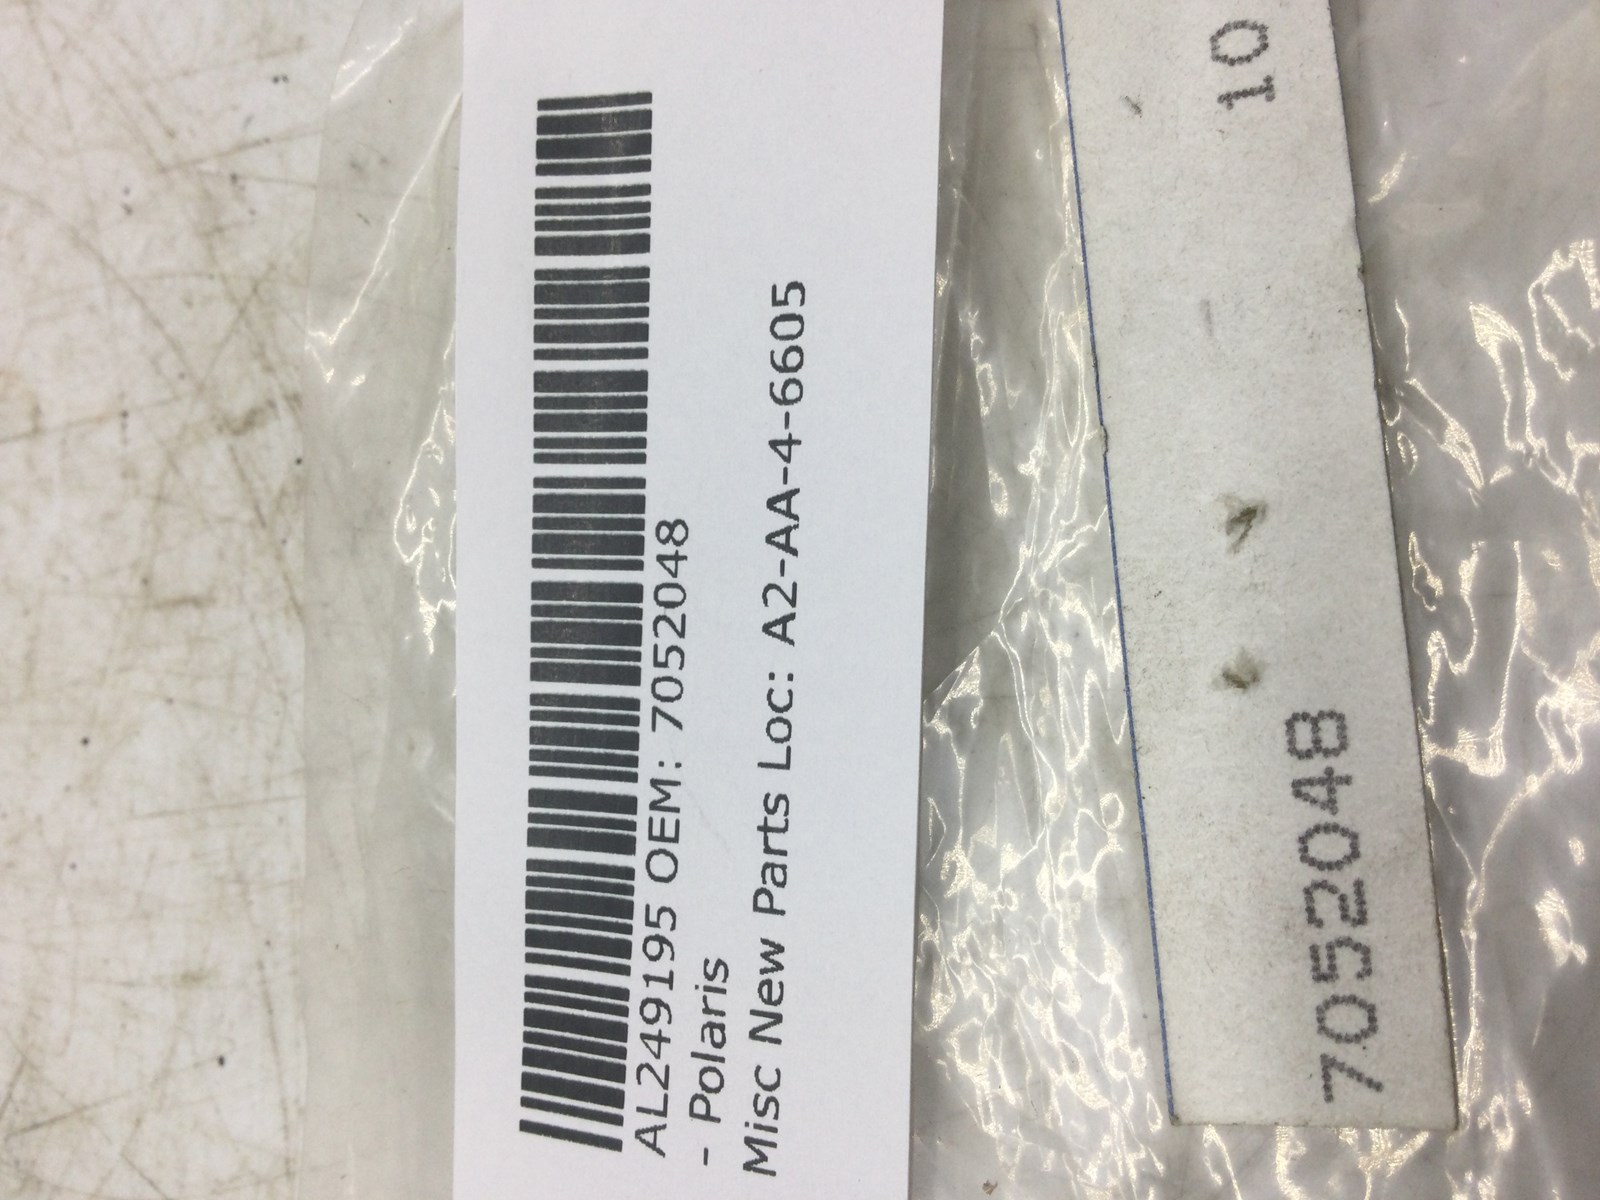 AL249195 OEM: 7052048
- Polaris
Misc New Parts Loc: A2-AA-4-6605
7052048
10